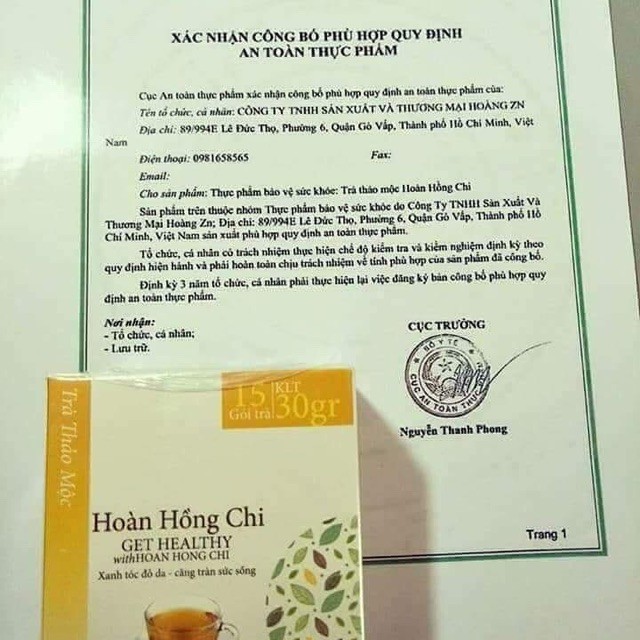 XÁC NHẬN CÔNG BỐ PHÙ HỢP QUY ĐỊNH
AN TOÀN THỰC PHẨM
Cục An toàn thực phẩm xác nhận công bố phù hợp quy định an toàn thực phẩm của:
Tên tổ chức, cá nhân: CÔNG TY TNHH SẢN XUẤT VÀ THƯƠNG MẠI HOÀNG ZN
Địa chỉ: 89/994E Lê Đức Thọ, Phường 6, Quận Gò Vấp, Thành phố Hồ Chí Minh, Việt
Nam
Điện thoại: 0981658565 Fax:
Email:
Cho sản phẩm: Thực phẩm bảo vệ sức khỏe: Trà thảo mộc Hoàn Hồng Chi
Sản phẩm trên thuộc nhóm Thực phẩm bảo vệ sức khỏe do Công ty TNHH Sản Xuất Và
Thương Mại Hoàng Zn; Địa chỉ: 89/994E Lê Đức Thọ, Phường 6, Quận Gò Vấp, Thành phố Hồ
Chí Minh, Việt Nam sản xuất phù hợp quy định an toàn thực phẩm.
Tổ chức, cá nhân có trách nhiệm thực hiện chế độ kiểm tra và kiểm nghiệm định kỳ theo
quy định hiện hành và phải hoàn toàn chịu trách nhiệm về tính phù hợp của sản phẩm đã công bố.
Định kỳ 3 năm tổ chức, cá nhân phải thực hiện lại việc đăng ký bản công bố phù hợp quy
định an toàn thực phẩm.
Nơi nhận:
- Tổ chức, cá nhân;
- Lưu trữ.
CỤC TRƯỞNG
BỘ Y TẾ
CỤC AN TOÀN THỰC
Nguyễn Thanh Phong
Trang 1
Trà Thảo Mộc
15 KLT
Gói trà 30gr
Hoàn Hồng Chi
GET HEALTHY
withHOAN HONG CHI
Xanh tóc đỏ da - căng tràn sức sống